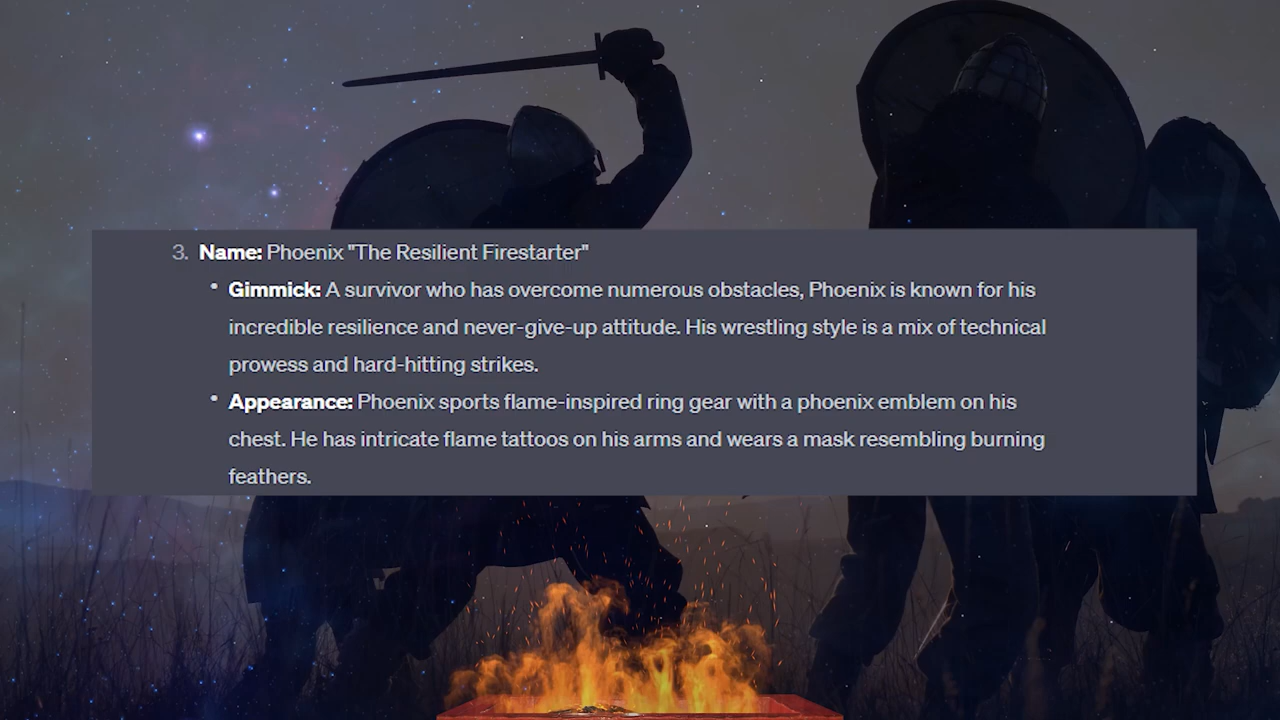 3. Name: Phoenix "The Resilient Firestarter"
• Gimmick: A survivor who has overcome numerous obstacles, Phoenix is known for his
incredible resilience and never-give-up attitude. His wrestling style is a mix of technical
prowess and hard-hitting strikes.
• Appearance: Phoenix sports flame-inspired ring gear with a phoenix emblem on his
chest. He has intricate flame tattoos on his arms and wears a mask resembling burning
feathers.